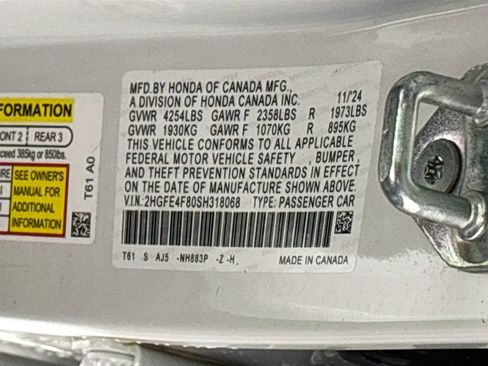 MFD.BY HONDA OF CANADA MFG.,
A DIVISION OF HONDA CANADA INC. 11/'24
GVWR 4254LBS GAWR F 2358LBS R 1973LBS
GVWR 1930KG GAWR F 1070KG R 895KG
THIS VEHICLE CONFORMS TO ALL APPLICABLE
FEDERAL MOTOR VEHICLE SAFETY , BUMPER ,
AND THEFT PREVENTION STANDARDS IN EFFECT
ON THE DATE OF MANUFACTURE SHOWN ABOVE.
V.I.N.:2HGFE4F80SH318068 TYPE: PASSENGER CAR
T61 S AJ5 -NH883P -Z -H
MADE IN CANADA
FORMATION
ONT 2 REAR 3
xceed 385kg or 850lbs.
SEE OWNER'S
MANUAL FOR
ADDITIONAL
INFORMATION
T61 A0